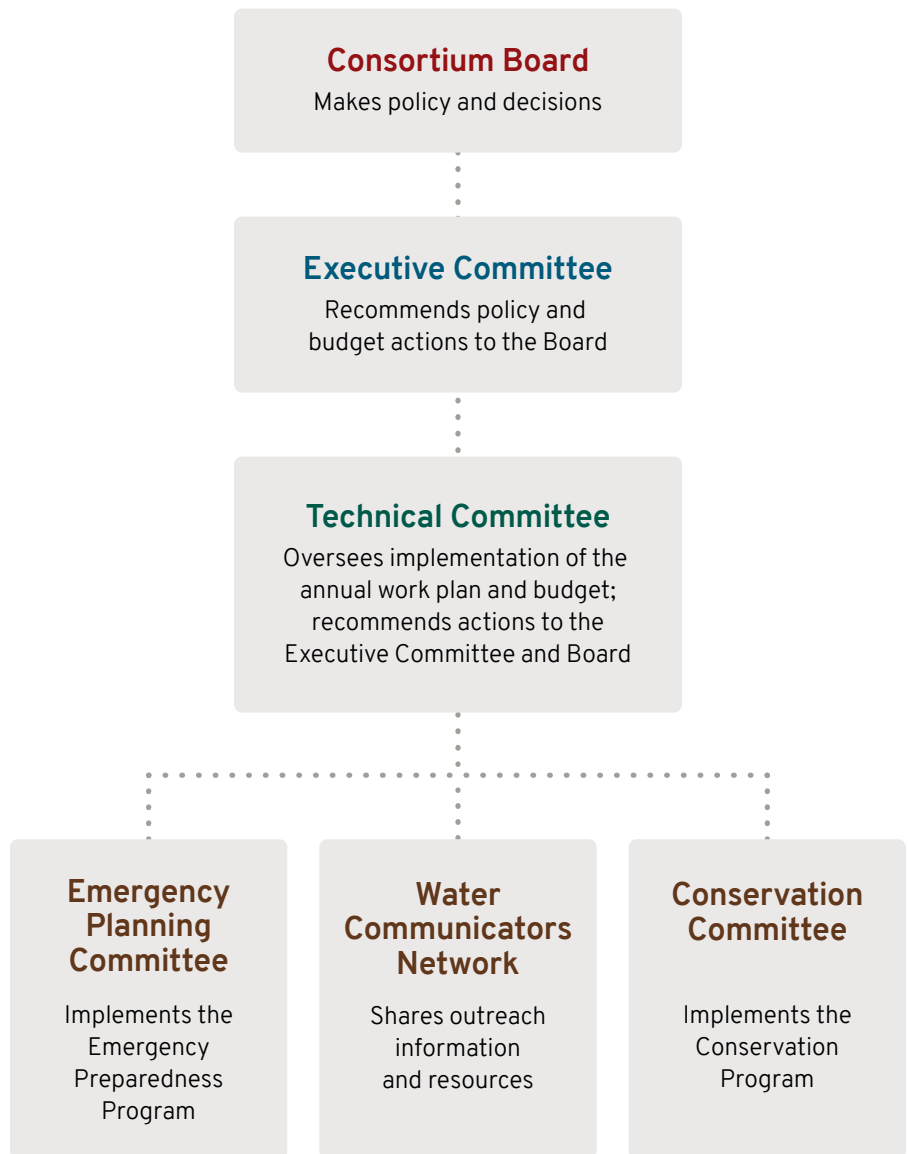 Consortium Board
Makes policy and decisions
Executive Committee
Recommends policy and
budget actions to the Board
Technical Committee
Oversees implementation of the
annual work plan and budget;
recommends actions to the
Executive Committee and Board
Emergency
Planning
Committee
Implements the
Emergency
Preparedness
Program
Water
Communicators
Network
Shares outreach
information
and resources
Conservation
Committee
Implements the
Conservation
Program